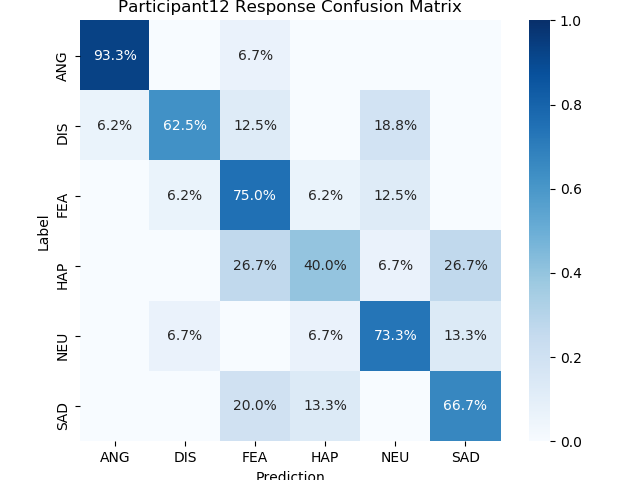 Participant12 Response Confusion Matrix
ANG 93.3% 6.7%
DIS 6.2% 62.5% 12.5% 18.8%
FEA 6.2% 75.0% 6.2% 12.5%
HAP 26.7% 40.0% 6.7% 26.7%
NEU 6.7% 6.7% 73.3% 13.3%
SAD 20.0% 13.3% 66.7%
Label
ANG DIS FEA HAP NEU SAD
Prediction
1.0
0.8
0.6
0.4
0.2
0.0